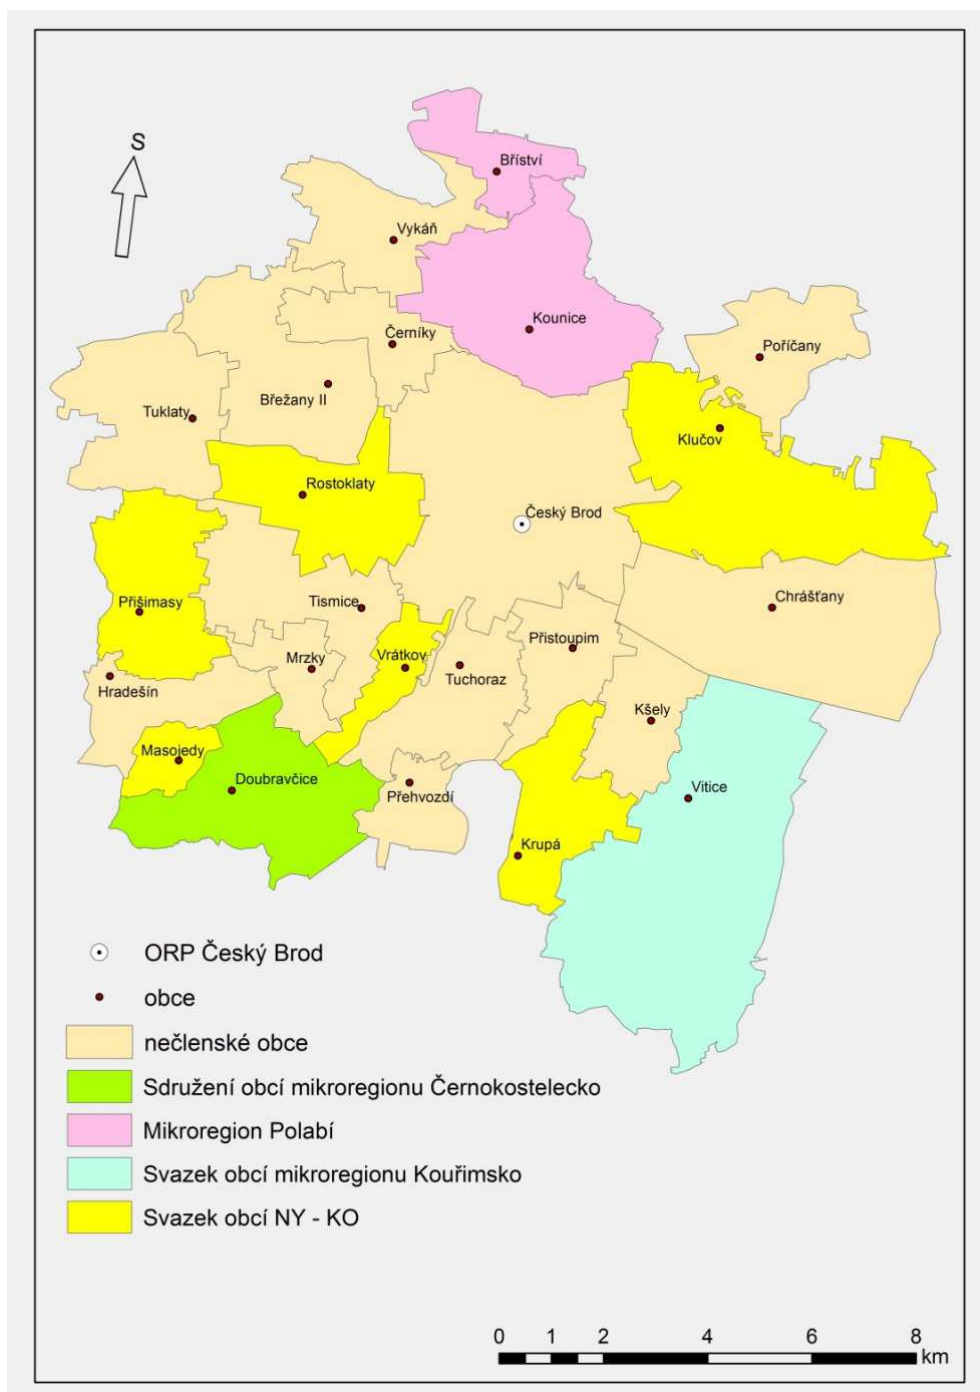 S
Bříství
Vykáň
Kounice
Černíky
Poříčany
Břežany II
Tuklaty
Klučov
Rostoklaty
Český Brod
Přišimasy
Tismice
Chrášťany
Přistoupim
Mrzky
Vrátkov
Tuchoraz
Hradešín
Kšely
Masojedy
Doubravčice
Přehvozdí
Vitice
Krupá
ORP Český Brod
obce
nečlenské obce
Sdružení obcí mikroregionu Černokostelecko
Mikroregion Polabí
Svazek obcí mikroregionu Kouřimsko
Svazek obcí NY - KO
0 1 2 4 6 8
km